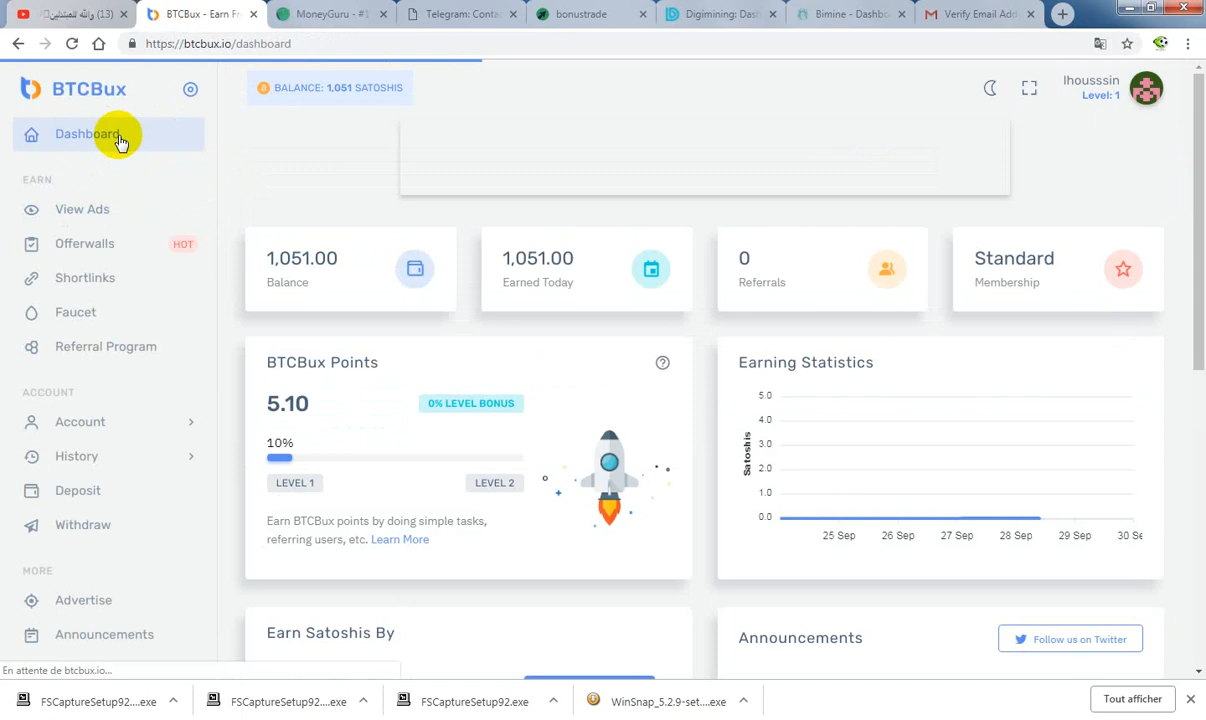 (13) والله للمتتبلين
BTCBux - Earn Fr
MoneyGuru - #1
Telegram: Conta
bonustrade
Digimining: Dash
Bimine - Dashbo
Verify Email Add
https://btcbux.io/dashboard
BTCBux
BALANCE: 1,051 SATOSHIS
lhousssin
Level: 1
Dashboard
EARN
View Ads
Offerwalls
HOT
Shortlinks
Faucet
Referral Program
ACCOUNT
Account
History
Deposit
Withdraw
MORE
Advertise
Announcements
1,051.00
Balance
1,051.00
Earned Today
0
Referrals
Standard
Membership
BTCBux Points
5.10
0% LEVEL BONUS
10%
LEVEL 1
LEVEL 2
Earn BTCBux points by doing simple tasks,
referring users, etc. Learn More
Earning Statistics
Satoshis
5.0
4.0
3.0
2.0
1.0
0.0
25 Sep
26 Sep
27 Sep
28 Sep
29 Sep
30 Se
Earn Satoshis By
Announcements
Follow us on Twitter
En attente de btcbux.io...
FSCaptureSetup92....exe
FSCaptureSetup92....exe
FSCaptureSetup92.exe
WinSnap_5.2.9-set....exe
Tout afficher